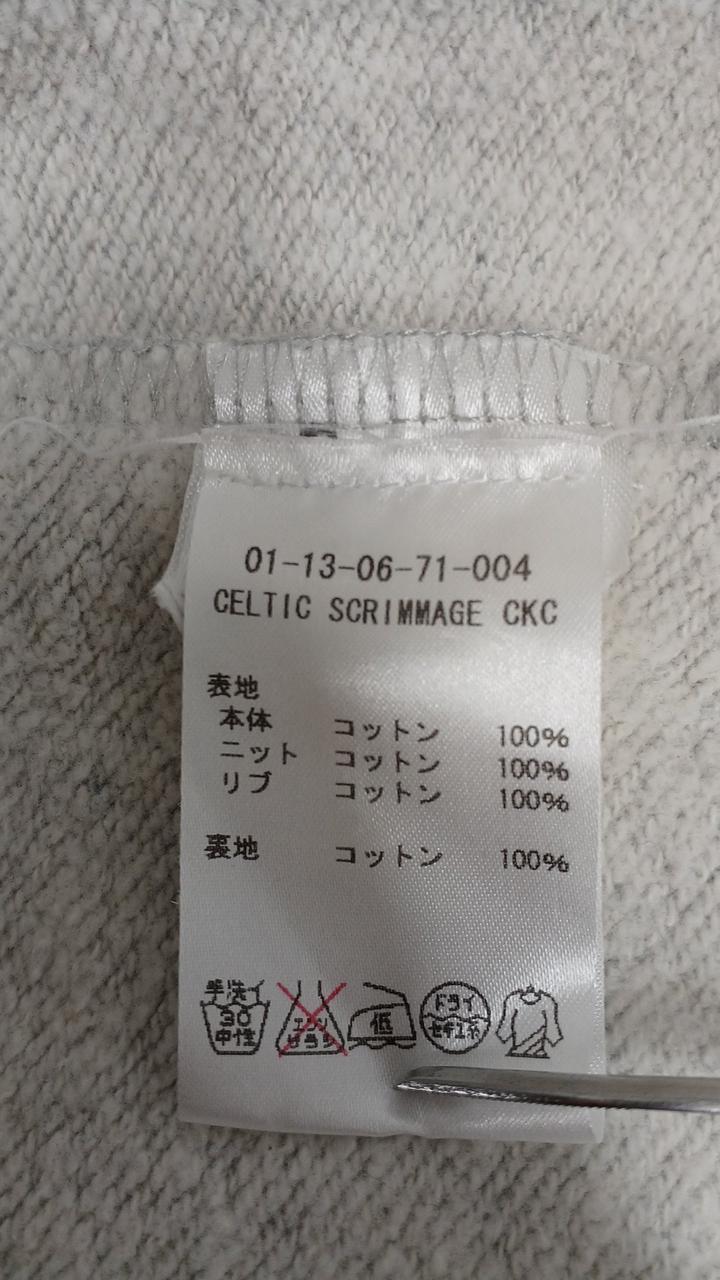 01-13-06-71-004
CELTIC SCRIMMAGE CKC
表地
本体 コットン 100%
ニット コットン 100%
リブ コットン 100%
裏地 コットン 100%
手洗イ
30
中性
エンソ
サラシ
低
ドライ
セキユ系